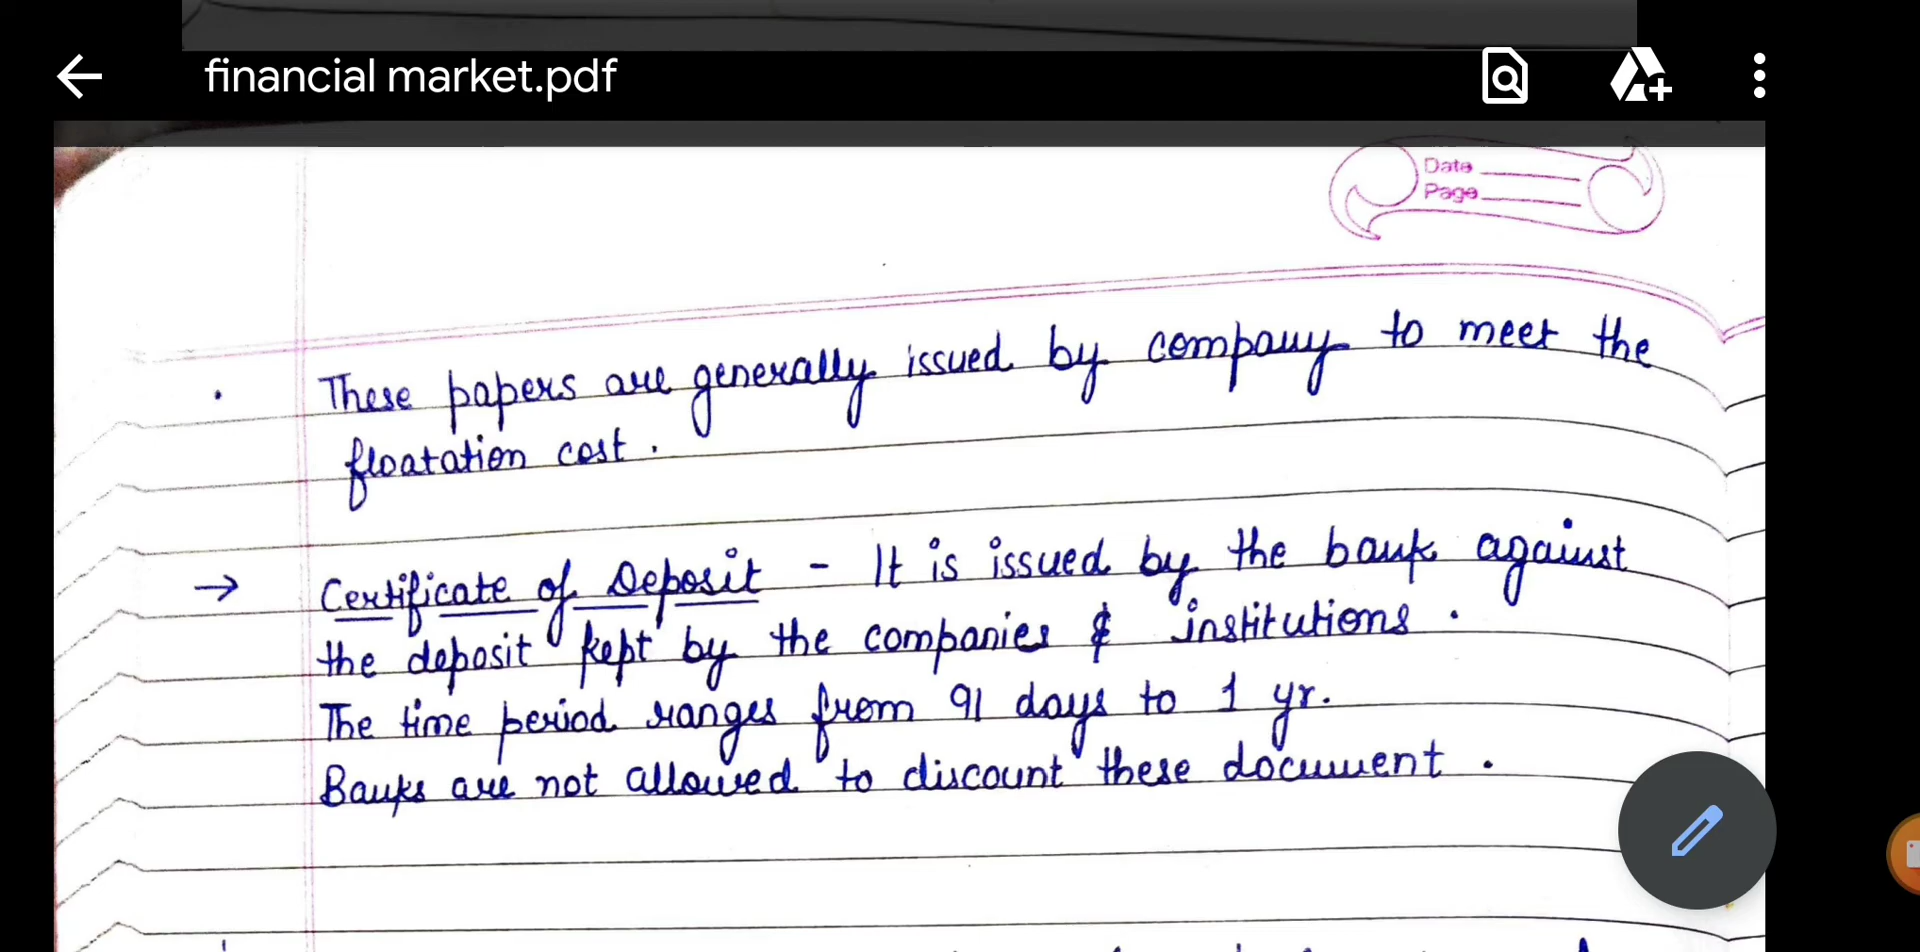 financial market.pdf
Date
Page
These papers are generally issued by company to meet the
floatation cost.
→ Certificate of Deposit - It is issued by the bank against
the deposit kept by the companies & institutions.
The time period ranges from 91 days to 1 yr.
Banks are not allowed to discount these document.